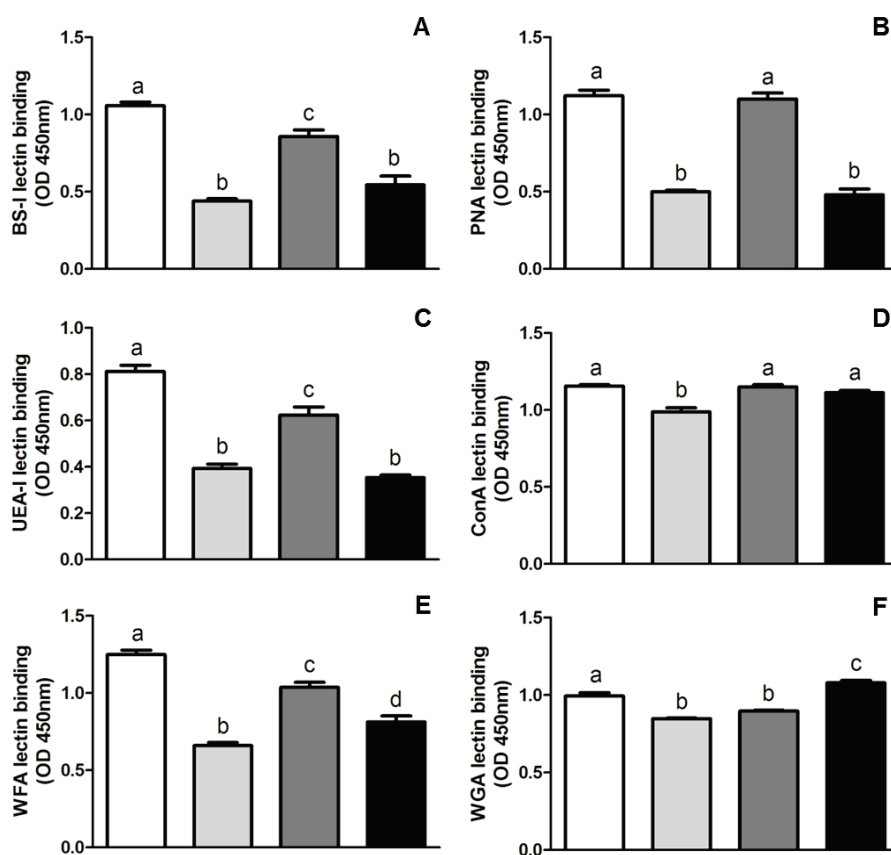 A
BS-I lectin binding
(OD 450nm)
1.5
1.0
0.5
0.0
a
b
c
b
B
PNA lectin binding
(OD 450nm)
1.5
1.0
0.5
0.0
a
b
a
b
C
UEA-I lectin binding
(OD 450nm)
1.0
0.8
0.6
0.4
0.2
0.0
a
b
c
b
D
ConA lectin binding
(OD 450nm)
1.5
1.0
0.5
0.0
a
b
a
a
E
WFA lectin binding
(OD 450nm)
1.5
1.0
0.5
0.0
a
b
c
d
F
WGA lectin binding
(OD 450nm)
1.5
1.0
0.5
0.0
a
b
b
c